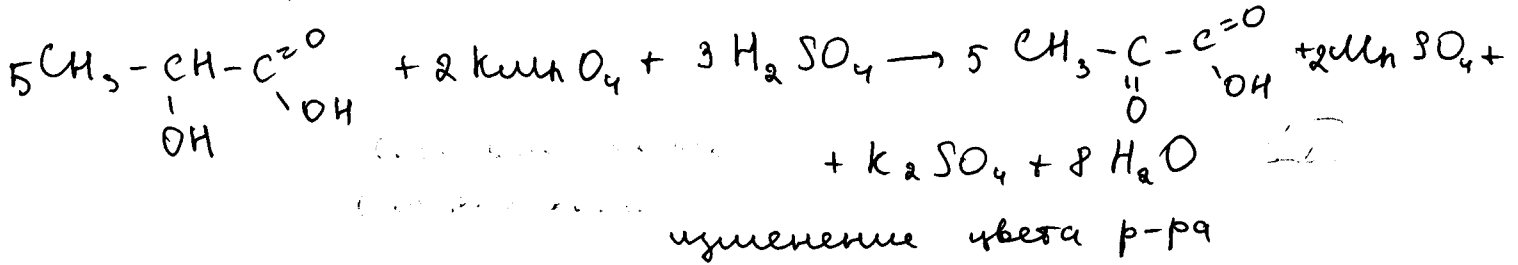 5CH₃-CH-C=O + 2KMnO₄ + 3H₂SO₄ → 5CH₃-C-C=O + 2MnSO₄ +
OH OH O OH
+ K₂SO₄ + 8H₂O
изменение цвета р-ра